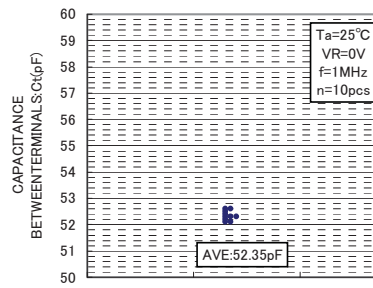 60
59
58
57
56
55
54
53
52
51
50
CAPACITANCE
BETWEENTERMINALS:Ct(pF)
Ta=25℃
VR=0V
f=1MHz
n=10pcs
AVE:52.35pF